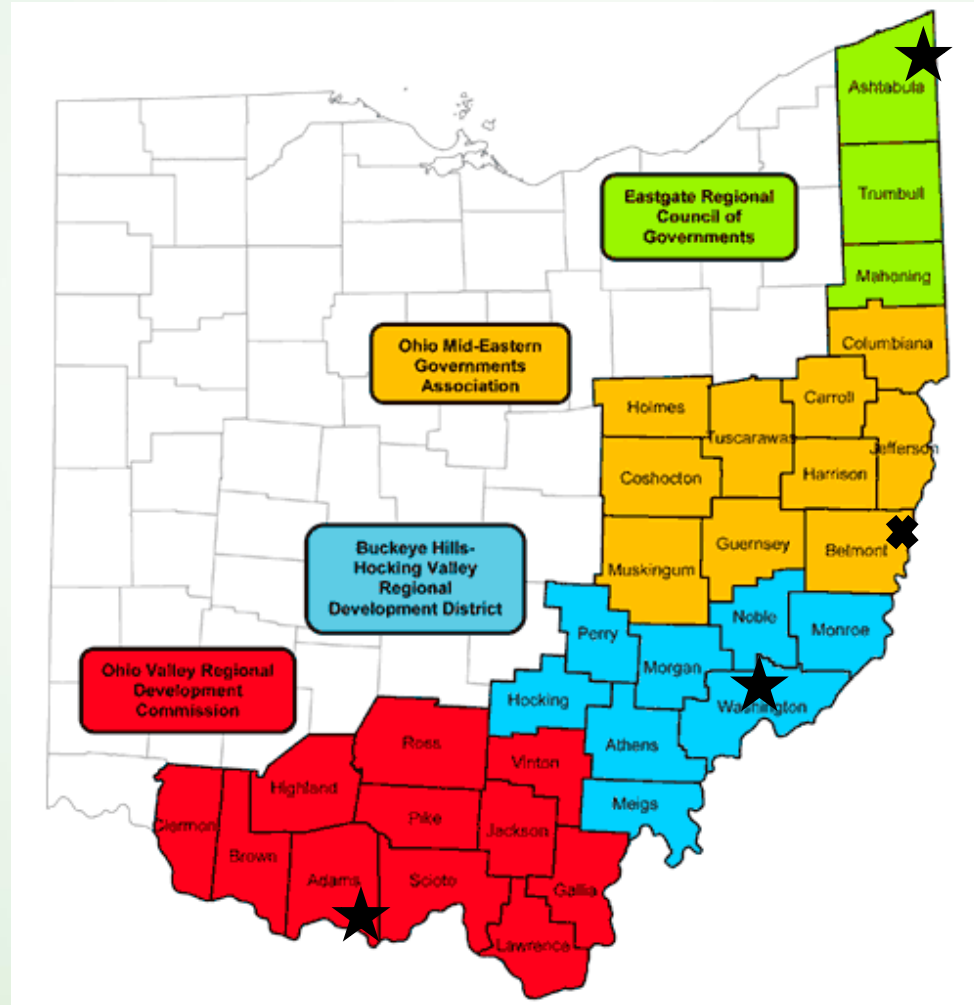 Ashtabula
Eastgate Regional
Council of
Governments
Trumbull
Mahoning
Ohio Mid-Eastern
Governments
Association
Columbiana
Carroll
Holmes
Tuscarawas
Jefferson
Coshocton
Harrison
Buckeye Hills-
Hocking Valley
Regional
Development District
Guernsey
Belmont
Muskingum
Noble
Monroe
Perry
Morgan
Ohio Valley Regional
Development
Commission
Hocking
Washington
Ross
Athens
Vinton
Highland
Meigs
Pike
Clermon
Jackson
Brown
Adams
Scioto
Gallia
Lawrence